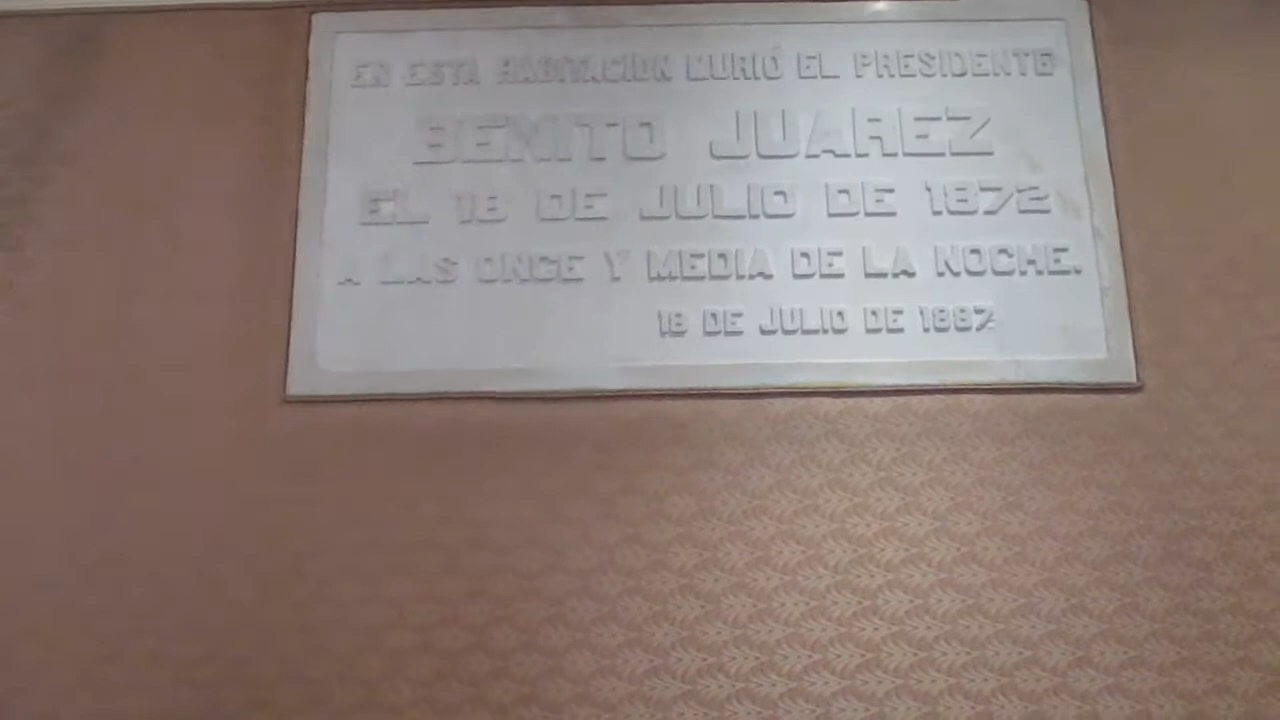 EN ESTA HABITACIÓN MURIÓ EL PRESIDENTE
BENITO JUAREZ
EL 18 DE JULIO DE 1872
A LAS ONCE Y MEDIA DE LA NOCHE.
18 DE JULIO DE 1887